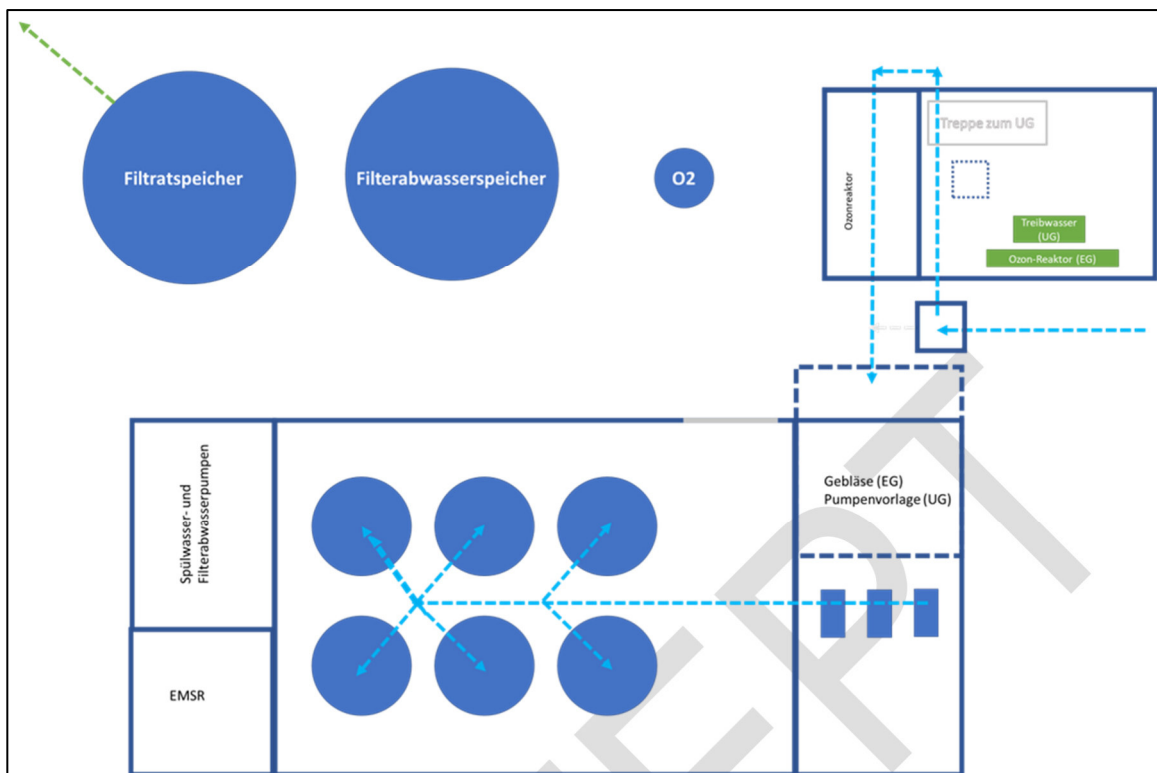 Filtratspeicher
Filterabwasserspeicher
O2
Ozonreaktor
Treppe zum UG
Treibwasser
(UG)
Ozon-Reaktor (EG)
Spülwasser- und
Filterabwasserpumpen
Gebläse (EG)
Pumpenvorlage (UG)
EMSR
EPT